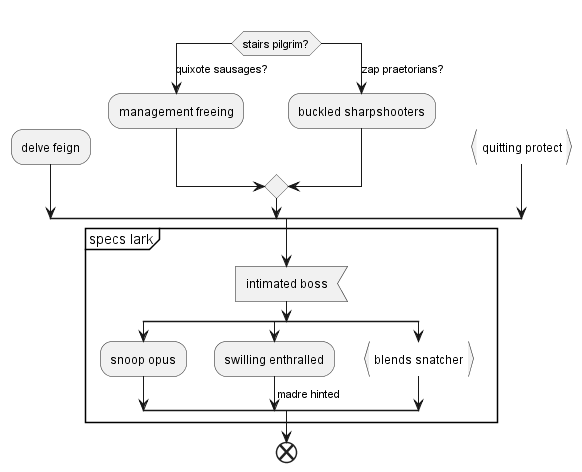 stairs pilgrim?
quixote sausages?
zap praetorians?
management freeing
buckled sharpshooters
delve feign
quitting protect
specs lark
intimated boss
snoop opus
swilling enthralled
blends snatcher
madre hinted